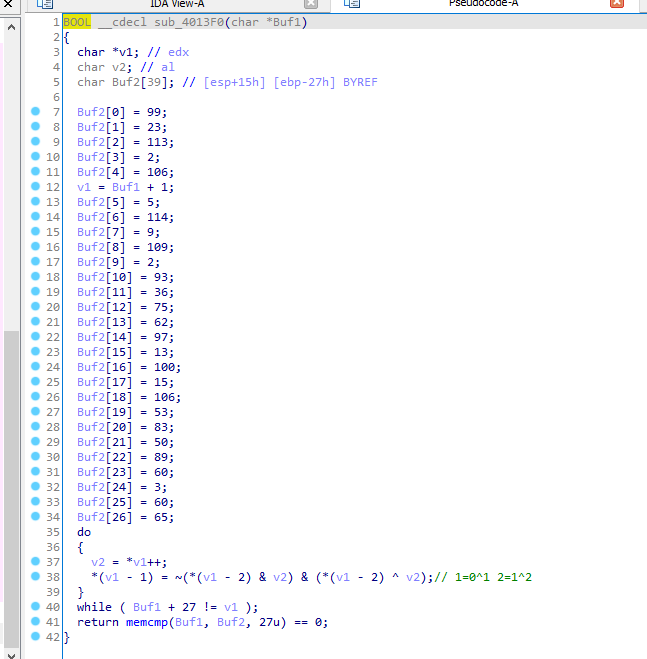 IDA View-A Pseudocode-A
1 BOOL __cdecl sub_4013F0(char *Buf1)
2 {
3 char *v1; // edx
4 char v2; // al
5 char Buf2[39]; // [esp+15h] [ebp-27h] BYREF
6
7 Buf2[0] = 99;
8 Buf2[1] = 23;
9 Buf2[2] = 113;
10 Buf2[3] = 2;
11 Buf2[4] = 106;
12 v1 = Buf1 + 1;
13 Buf2[5] = 5;
14 Buf2[6] = 114;
15 Buf2[7] = 9;
16 Buf2[8] = 109;
17 Buf2[9] = 2;
18 Buf2[10] = 93;
19 Buf2[11] = 36;
20 Buf2[12] = 75;
21 Buf2[13] = 62;
22 Buf2[14] = 97;
23 Buf2[15] = 13;
24 Buf2[16] = 100;
25 Buf2[17] = 15;
26 Buf2[18] = 106;
27 Buf2[19] = 53;
28 Buf2[20] = 83;
29 Buf2[21] = 50;
30 Buf2[22] = 89;
31 Buf2[23] = 60;
32 Buf2[24] = 3;
33 Buf2[25] = 60;
34 Buf2[26] = 65;
35 do
36 {
37 v2 = *v1++;
38 *(v1 - 1) = ~(*(v1 - 2) & v2) & (*(v1 - 2) ^ v2);// 1=0^1 2=1^2
39 }
40 while ( Buf1 + 27 != v1 );
41 return memcmp(Buf1, Buf2, 27u) == 0;
42 }